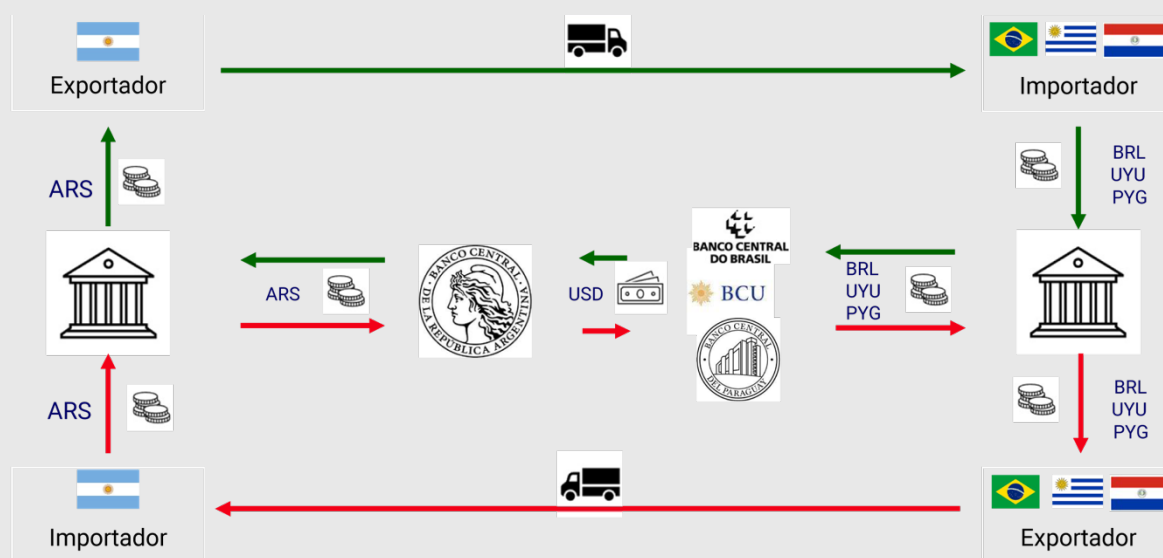 Exportador
Importador
ARS
BRL
UYU
PYG
BANCO CENTRAL
DO BRASIL
BANCO CENTRAL
DE LA REPÚBLICA ARGENTINA
ARS
USD
BCU
BRL
UYU
PYG
BANCO CENTRAL
DEL PARAGUAY
ARS
BRL
UYU
PYG
Importador
Exportador